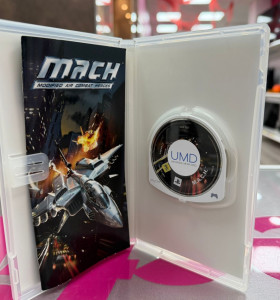 MACH
MODIFIED AIR COMBAT HEROES
UMD